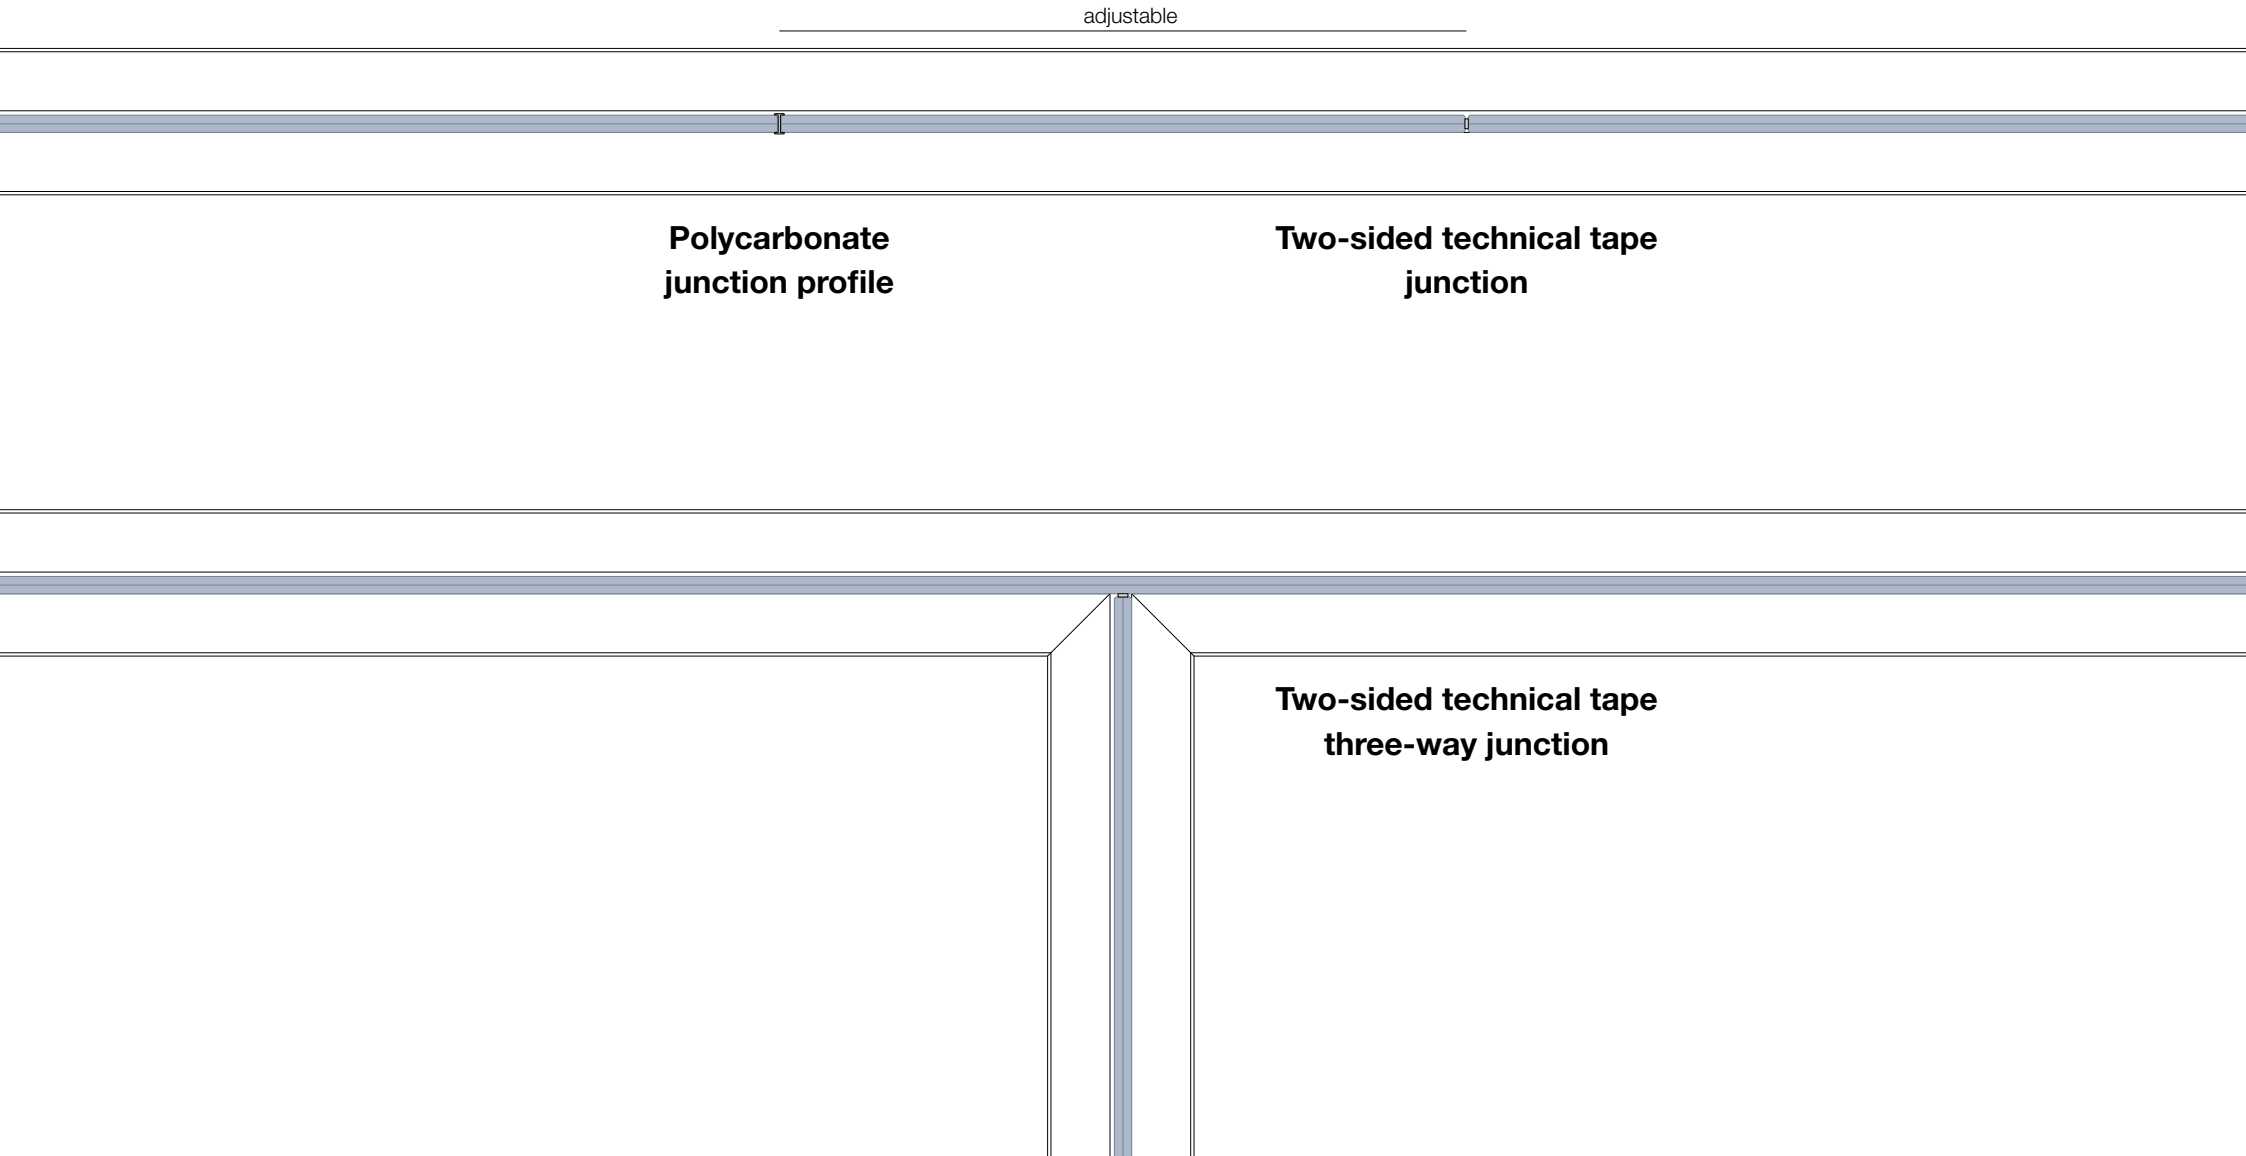 adjustable
Polycarbonate
junction profile
Two-sided technical tape
junction
Two-sided technical tape
three-way junction